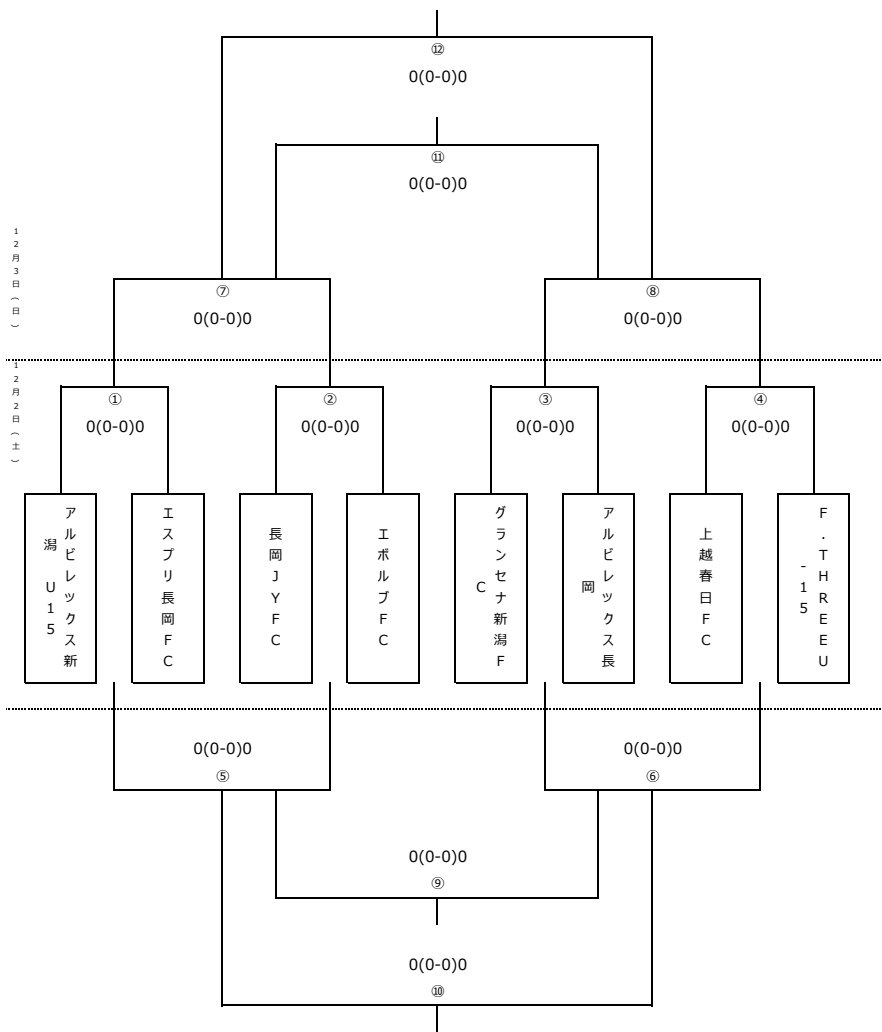 ⑫
0(0-0)0
⑪
0(0-0)0
12月3日(日)
⑦
0(0-0)0
⑧
0(0-0)0
12月2日(土)
①
0(0-0)0
②
0(0-0)0
③
0(0-0)0
④
0(0-0)0
アルビレックス新
潟 U15
エスプリ長岡FC
長岡JYFC
エボルブFC
グランセナ新潟F
C
アルビレックス長
岡
上越春日FC
F.THREEU
-15
0(0-0)0
⑤
0(0-0)0
⑥
0(0-0)0
⑨
0(0-0)0
⑩